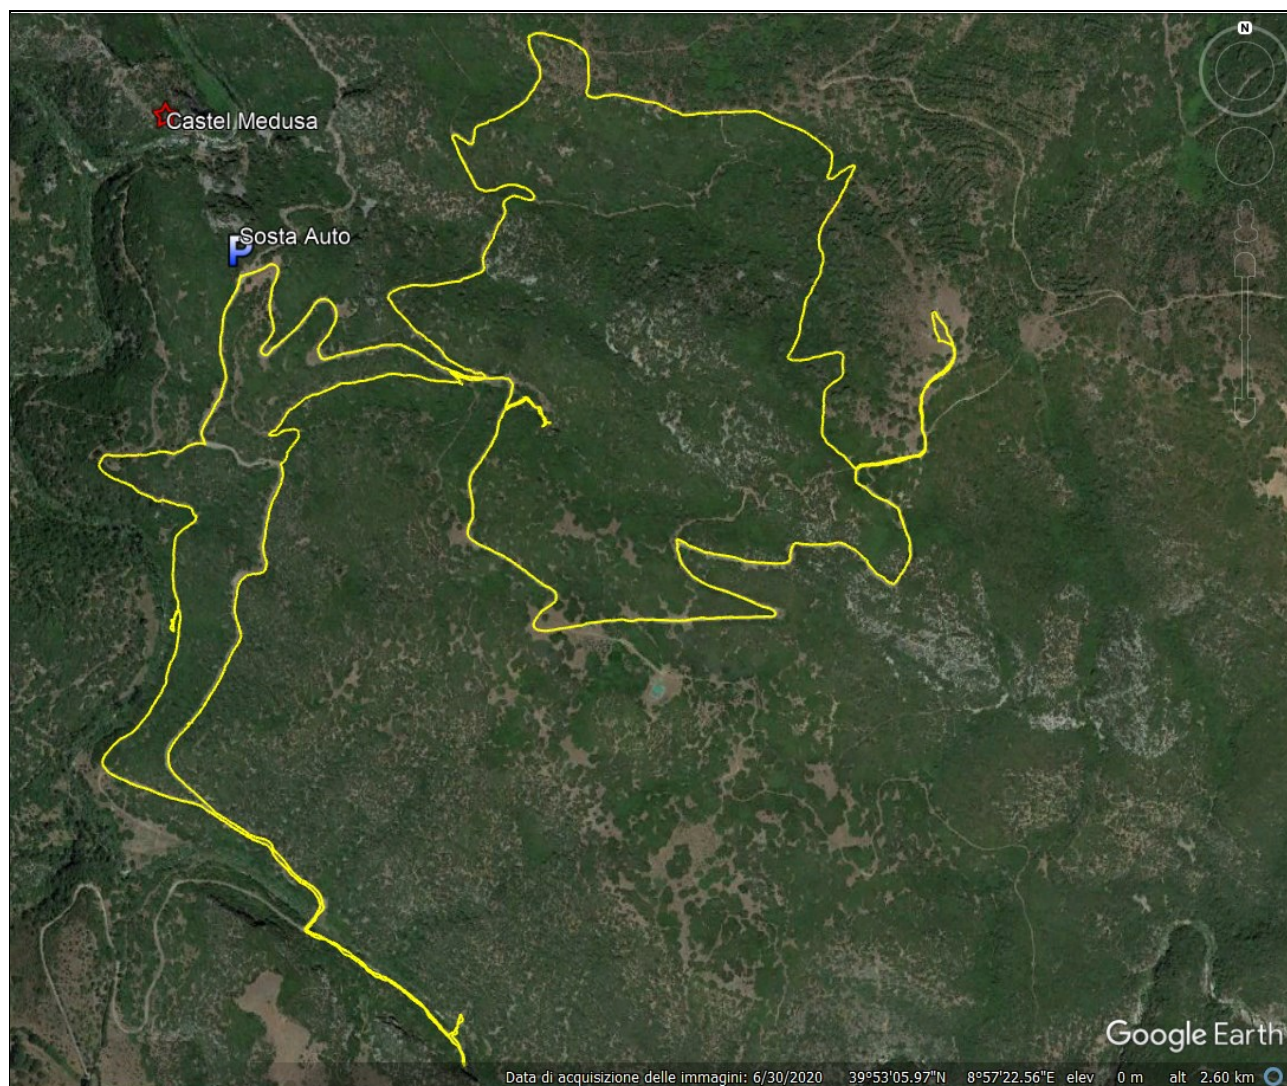 N
Castel Medusa
P
Sosta Auto
Google Earth
Data di acquisizione delle immagini: 6/30/2020 39°53'05.97"N 8°57'22.56"E elev 0 m alt 2.60 km